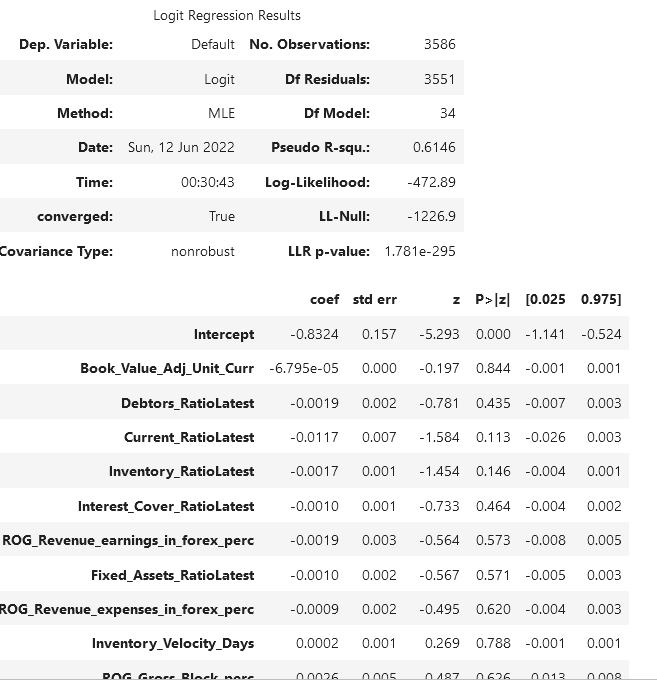 Logit Regression Results
Dep. Variable: Default No. Observations: 3586
Model: Logit Df Residuals: 3551
Method: MLE Df Model: 34
Date: Sun, 12 Jun 2022 Pseudo R-squ.: 0.6146
Time: 00:30:43 Log-Likelihood: -472.89
converged: True LL-Null: -1226.9
Covariance Type: nonrobust LLR p-value: 1.781e-295
coef std err z P>|z| [0.025 0.975]
Intercept -0.8324 0.157 -5.293 0.000 -1.141 -0.524
Book_Value_Adj_Unit_Curr -6.795e-05 0.000 -0.197 0.844 -0.001 0.001
Debtors_RatioLatest -0.0019 0.002 -0.781 0.435 -0.007 0.003
Current_RatioLatest -0.0117 0.007 -1.584 0.113 -0.026 0.003
Inventory_RatioLatest -0.0017 0.001 -1.454 0.146 -0.004 0.001
Interest_Cover_RatioLatest -0.0010 0.001 -0.733 0.464 -0.004 0.002
ROG_Revenue_earnings_in_forex_perc -0.0019 0.003 -0.564 0.573 -0.008 0.005
Fixed_Assets_RatioLatest -0.0010 0.002 -0.567 0.571 -0.005 0.003
ROG_Revenue_expenses_in_forex_perc -0.0009 0.002 -0.495 0.620 -0.004 0.003
Inventory_Velocity_Days 0.0002 0.001 0.269 0.788 -0.001 0.001
ROG_Gross_Block_perc 0.005 0.487 0.626 0.008